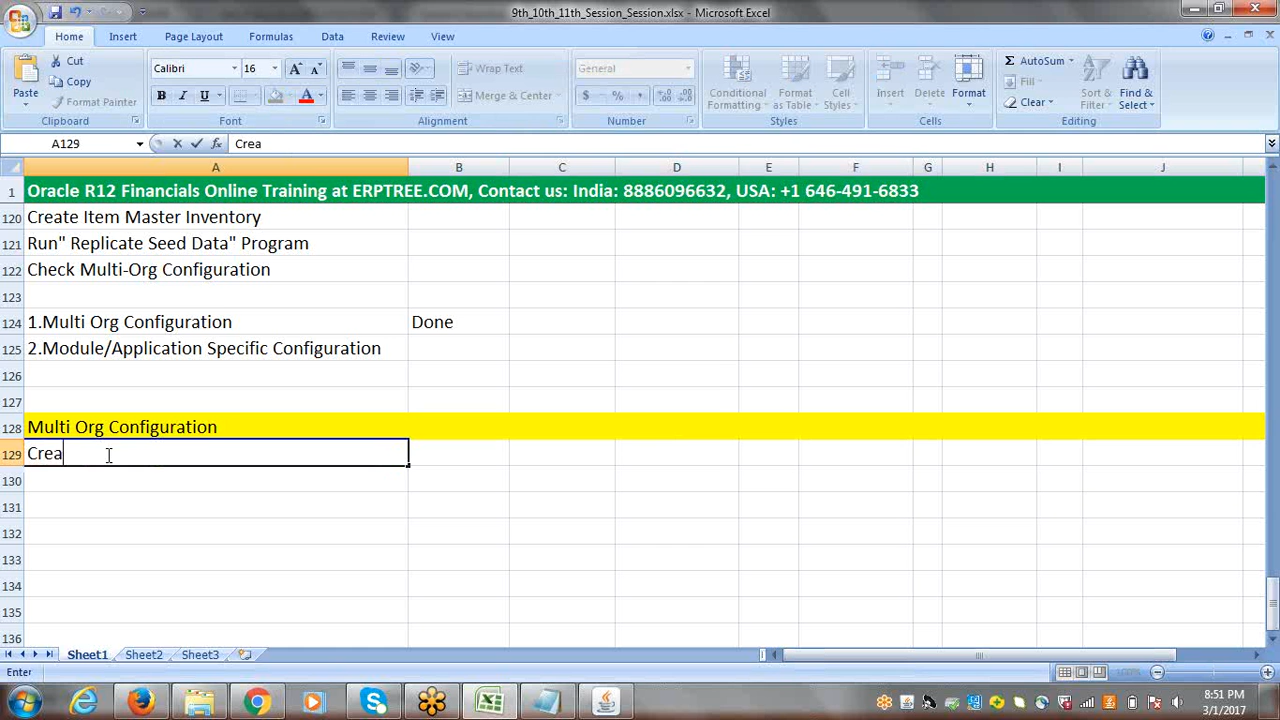 9th_10th_11th_Session_Session.xlsx - Microsoft Excel
Home Insert Page Layout Formulas Data Review View
Paste
Cut
Copy
Format Painter
Clipboard
Calibri 16
B I U
Font
Wrap Text
Merge & Center
Alignment
General
$ % ,
Number
Conditional Formatting
Format as Table
Cell Styles
Styles
Insert Delete Format
Cells
AutoSum
Fill
Clear
Sort & Filter
Find & Select
Editing
A129 fx Crea
A B C D E F G H I J
1 Oracle R12 Financials Online Training at ERPTREE.COM, Contact us: India: 8886096632, USA: +1 646-491-6833
120 Create Item Master Inventory
121 Run" Replicate Seed Data" Program
122 Check Multi-Org Configuration
123
124 1.Multi Org Configuration Done
125 2.Module/Application Specific Configuration
126
127
128 Multi Org Configuration
129 Crea
130
131
132
133
134
135
136
Sheet1 Sheet2 Sheet3
Enter
8:51 PM
3/1/2017